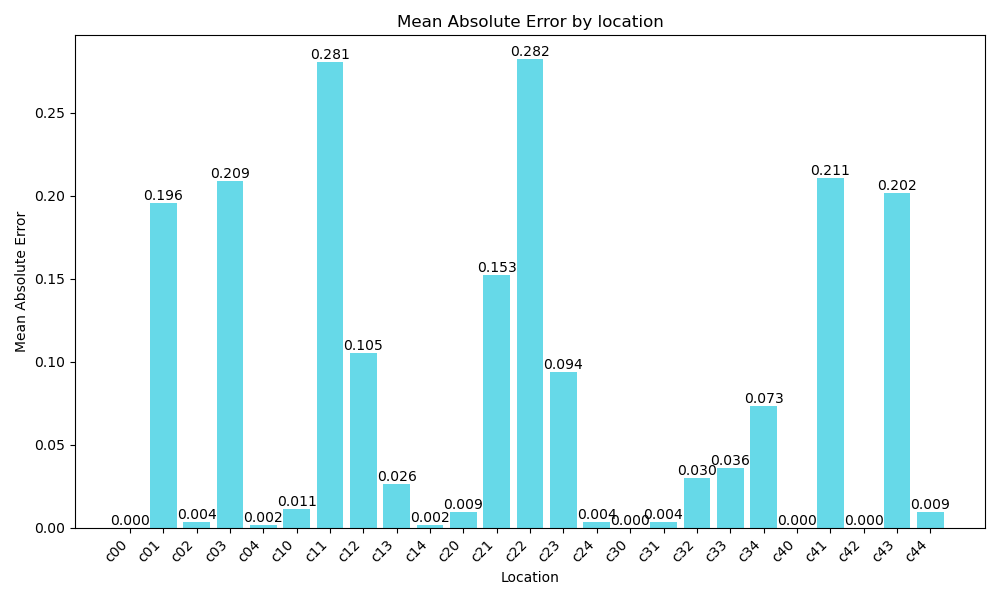 Mean Absolute Error by location
Mean Absolute Error
0.25
0.20
0.15
0.10
0.05
0.00
0.000
0.196
0.004
0.209
0.002
0.011
0.281
0.105
0.026
0.002
0.009
0.153
0.282
0.094
0.004
0.000
0.004
0.030
0.036
0.073
0.000
0.211
0.000
0.202
0.009
c00
c01
c02
c03
c04
c10
c11
c12
c13
c14
c20
c21
c22
c23
c24
c30
c31
c32
c33
c34
c40
c41
c42
c43
c44
Location